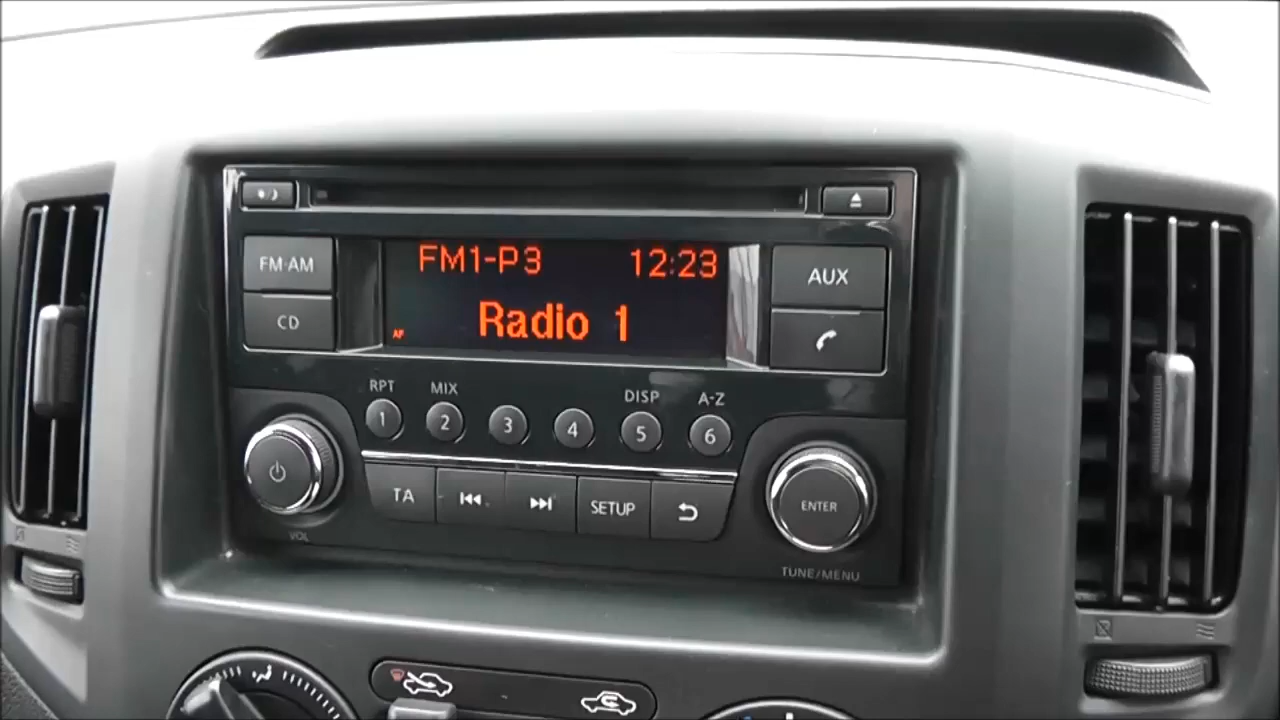 FM·AM
FM1-P3 12:23
AUX
CD
AF
Radio 1
RPT MIX DISP A-Z
1 2 3 4 5 6
TA SETUP ENTER
VOL
TUNE/MENU